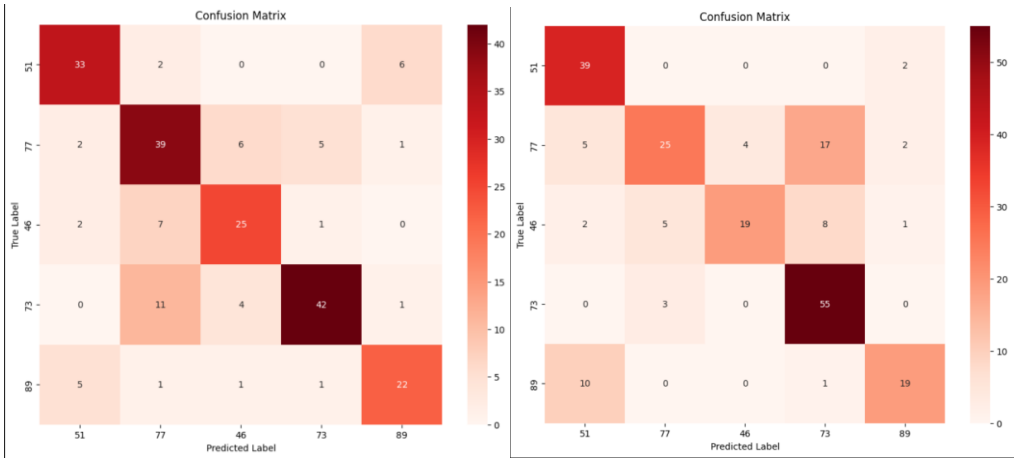 Confusion Matrix
51 33 2 0 0 6
77 2 39 6 5 1
46 2 7 25 1 0
73 0 11 4 42 1
89 5 1 1 1 22
51 77 46 73 89
Predicted Label
True Label
40
35
30
25
20
15
10
5
0
Confusion Matrix
51 39 0 0 0 2
77 5 25 4 17 2
46 2 5 19 8 1
73 0 3 0 55 0
89 10 0 0 1 19
51 77 46 73 89
Predicted Label
True Label
50
40
30
20
10
0